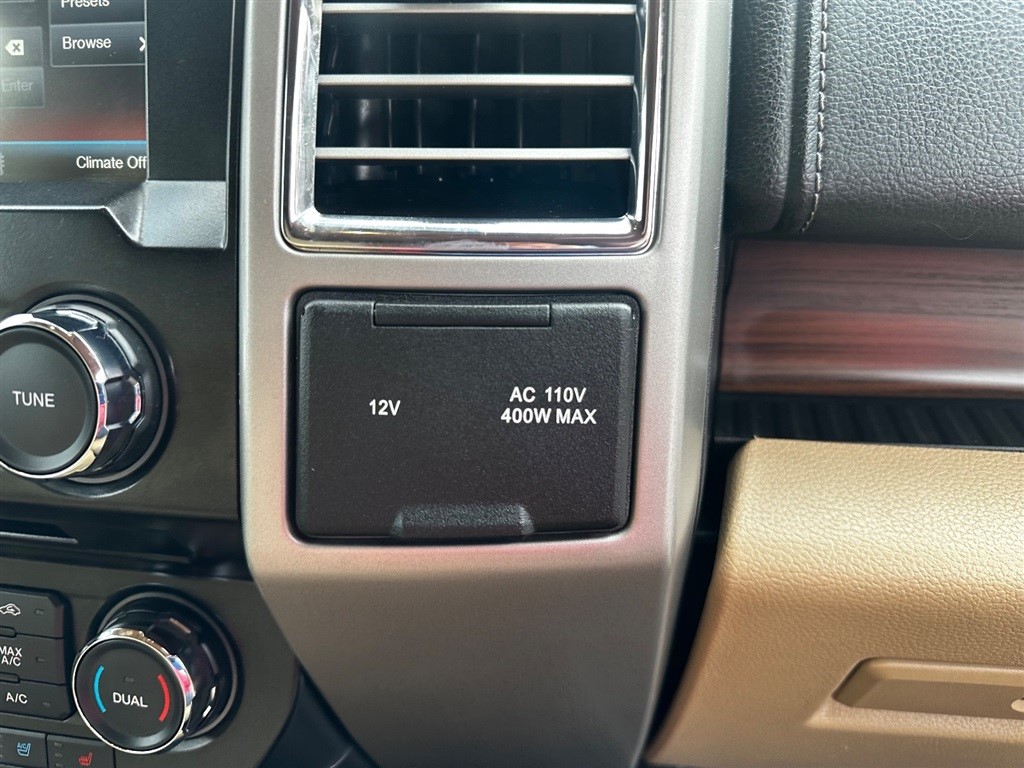 Presets
Browse
Enter
Climate Off
TUNE
12V
AC 110V
400W MAX
MAX
A/C
A/C
DUAL
A/C